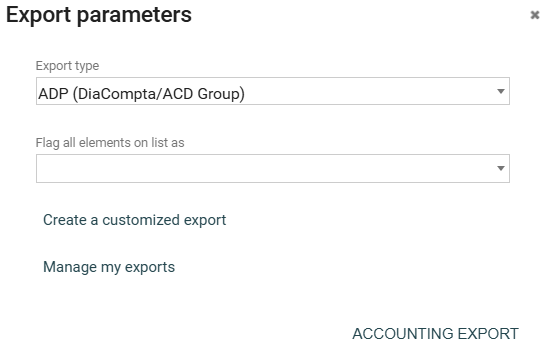 Export parameters
Export type
ADP (DiaCompta/ACD Group)
Flag all elements on list as
Create a customized export
Manage my exports
ACCOUNTING EXPORT